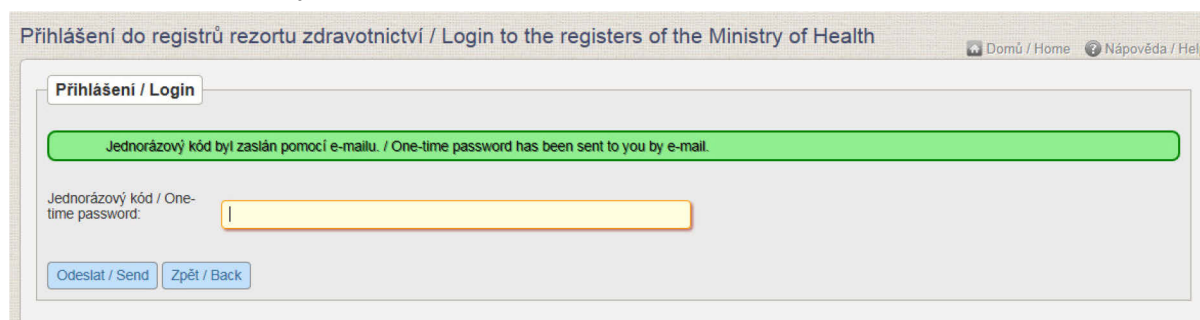 Přihlášení do registrů rezortu zdravotnictví / Login to the registers of the Ministry of Health
Domů / Home Nápověda / Hel
Přihlášení / Login
Jednorázový kód byl zaslán pomocí e-mailu. / One-time password has been sent to you by e-mail.
Jednorázový kód / One-
time password:
Odeslat / Send Zpět / Back